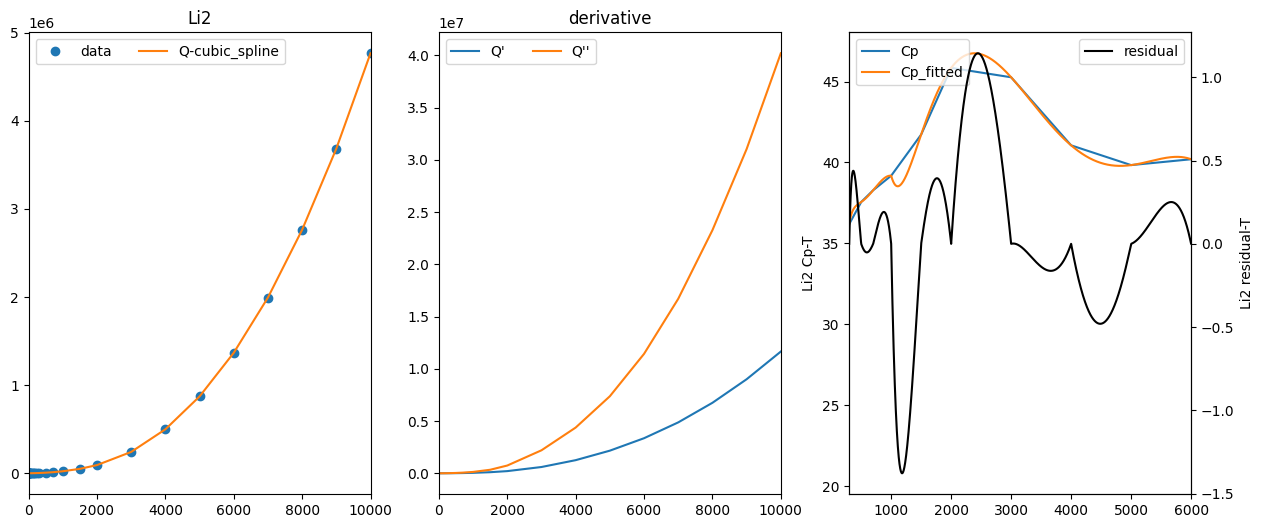 Li2
1e6
data
Q-cubic_spline
5
4
3
2
1
0
0 2000 4000 6000 8000 10000
derivative
1e7
Q'
Q''
4.0
3.5
3.0
2.5
2.0
1.5
1.0
0.5
0.0
0 2000 4000 6000 8000 10000
Cp
Cp_fitted
residual
Li2 Cp-T
45
40
35
30
25
20
1000 2000 3000 4000 5000 6000
1.0
0.5
0.0
−0.5
−1.0
−1.5
Li2 residual-T